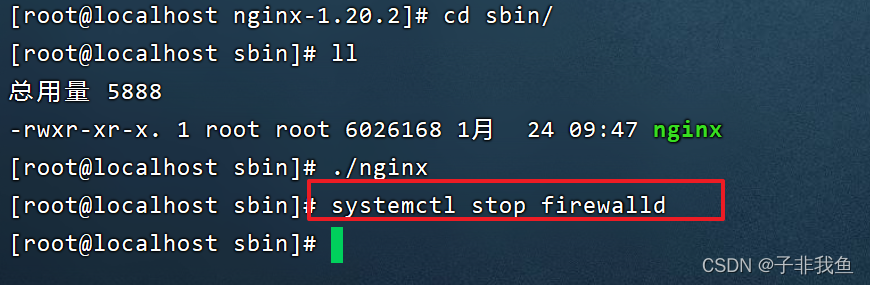 [root@localhost nginx-1.20.2]# cd sbin/
[root@localhost sbin]# ll
总用量 5888
-rwxr-xr-x. 1 root root 6026168 1月  24 09:47 nginx
[root@localhost sbin]# ./nginx
[root@localhost sbin]# systemctl stop firewalld
[root@localhost sbin]#
CSDN @子非我鱼